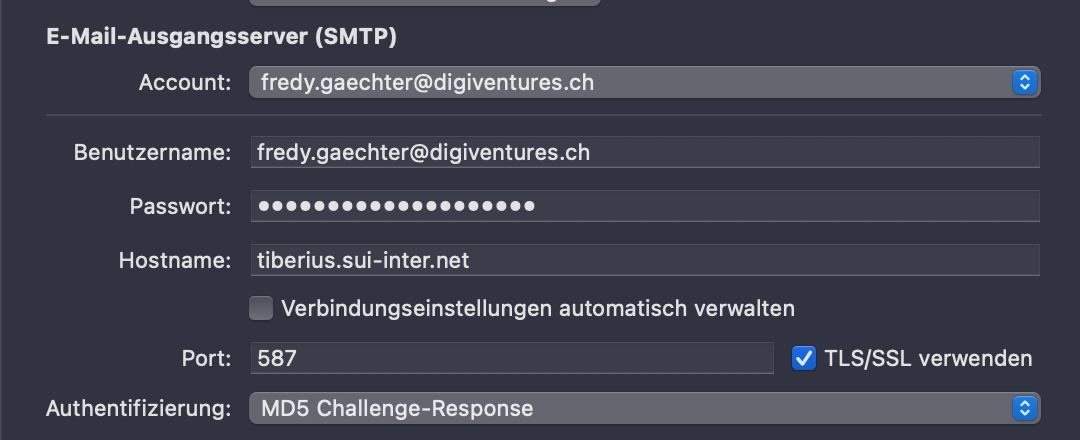 E-Mail-Ausgangsserver (SMTP)
Account: fredy.gaechter@digiventures.ch
Benutzername: fredy.gaechter@digiventures.ch
Passwort: ••••••••••••••••••••
Hostname: tiberius.sui-inter.net
Verbindungseinstellungen automatisch verwalten
Port: 587 TLS/SSL verwenden
Authentifizierung: MD5 Challenge-Response